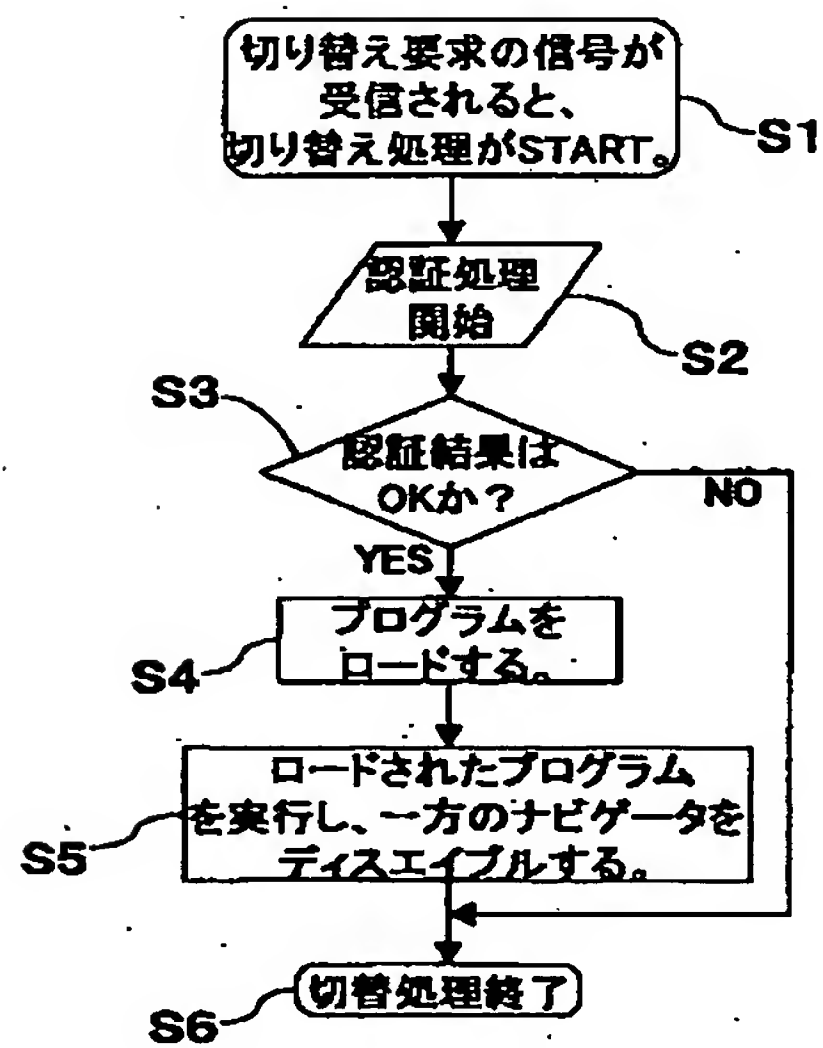 切り替え要求の信号が
受信されると、
切り替え処理がSTART。
S1
認証処理
開始
S2
S3
認証結果は
OKか？
NO
YES
プログラムを
ロードする。
S4
ロードされたプログラム
を実行し、一方のナビゲータを
ディスエイブルする。
S5
切替処理終了
S6